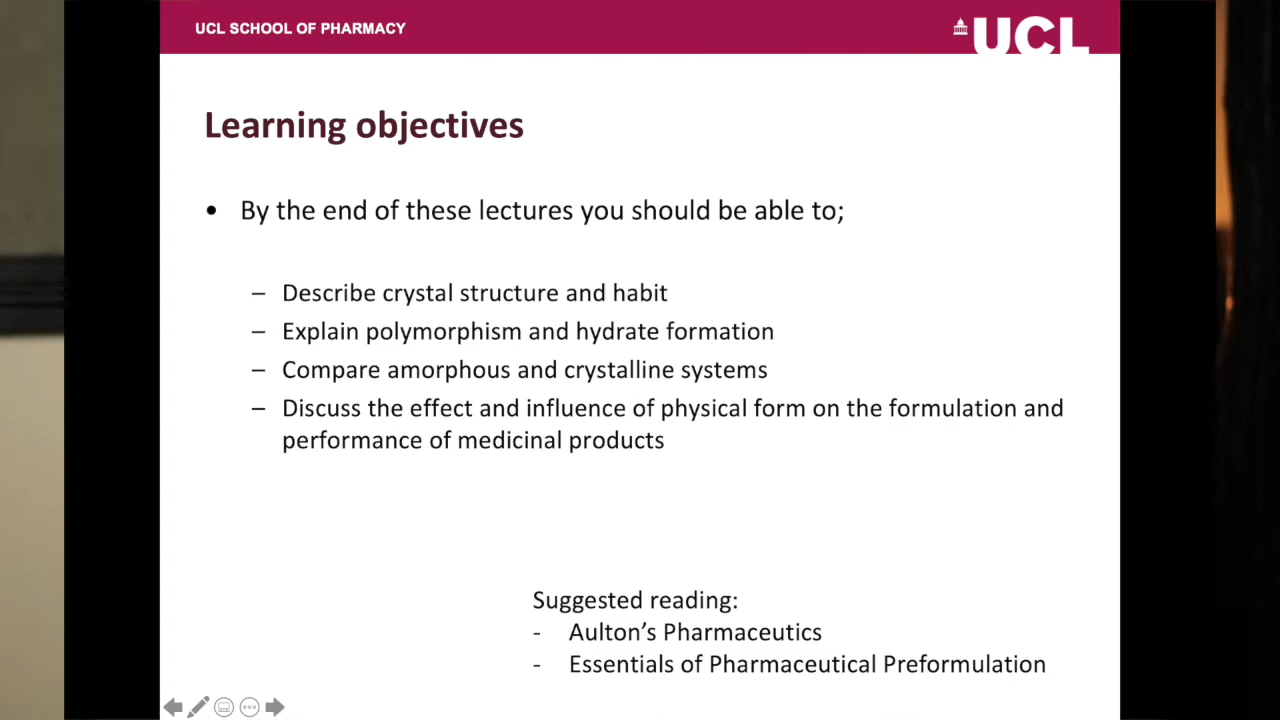 UCL SCHOOL OF PHARMACY
UCL
Learning objectives
• By the end of these lectures you should be able to;
– Describe crystal structure and habit
– Explain polymorphism and hydrate formation
– Compare amorphous and crystalline systems
– Discuss the effect and influence of physical form on the formulation and
performance of medicinal products
Suggested reading:
- Aulton’s Pharmaceutics
- Essentials of Pharmaceutical Preformulation